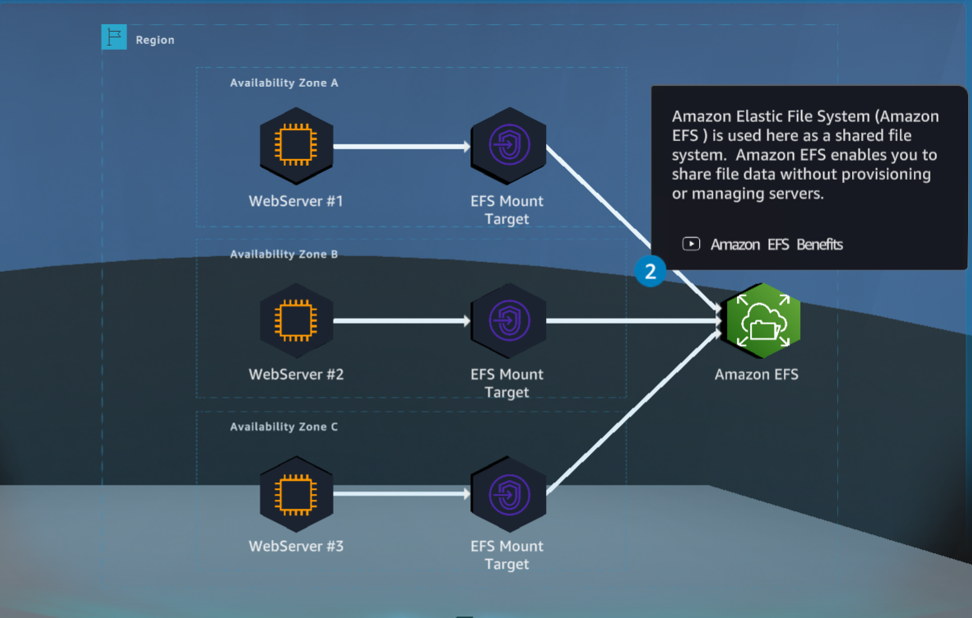 Region
Availability Zone A
WebServer #1
EFS Mount
Target
Amazon Elastic File System (Amazon
EFS ) is used here as a shared file
system.  Amazon EFS enables you to
share file data without provisioning
or managing servers.
Amazon EFS Benefits
2
Availability Zone B
WebServer #2
EFS Mount
Target
Amazon EFS
Availability Zone C
WebServer #3
EFS Mount
Target